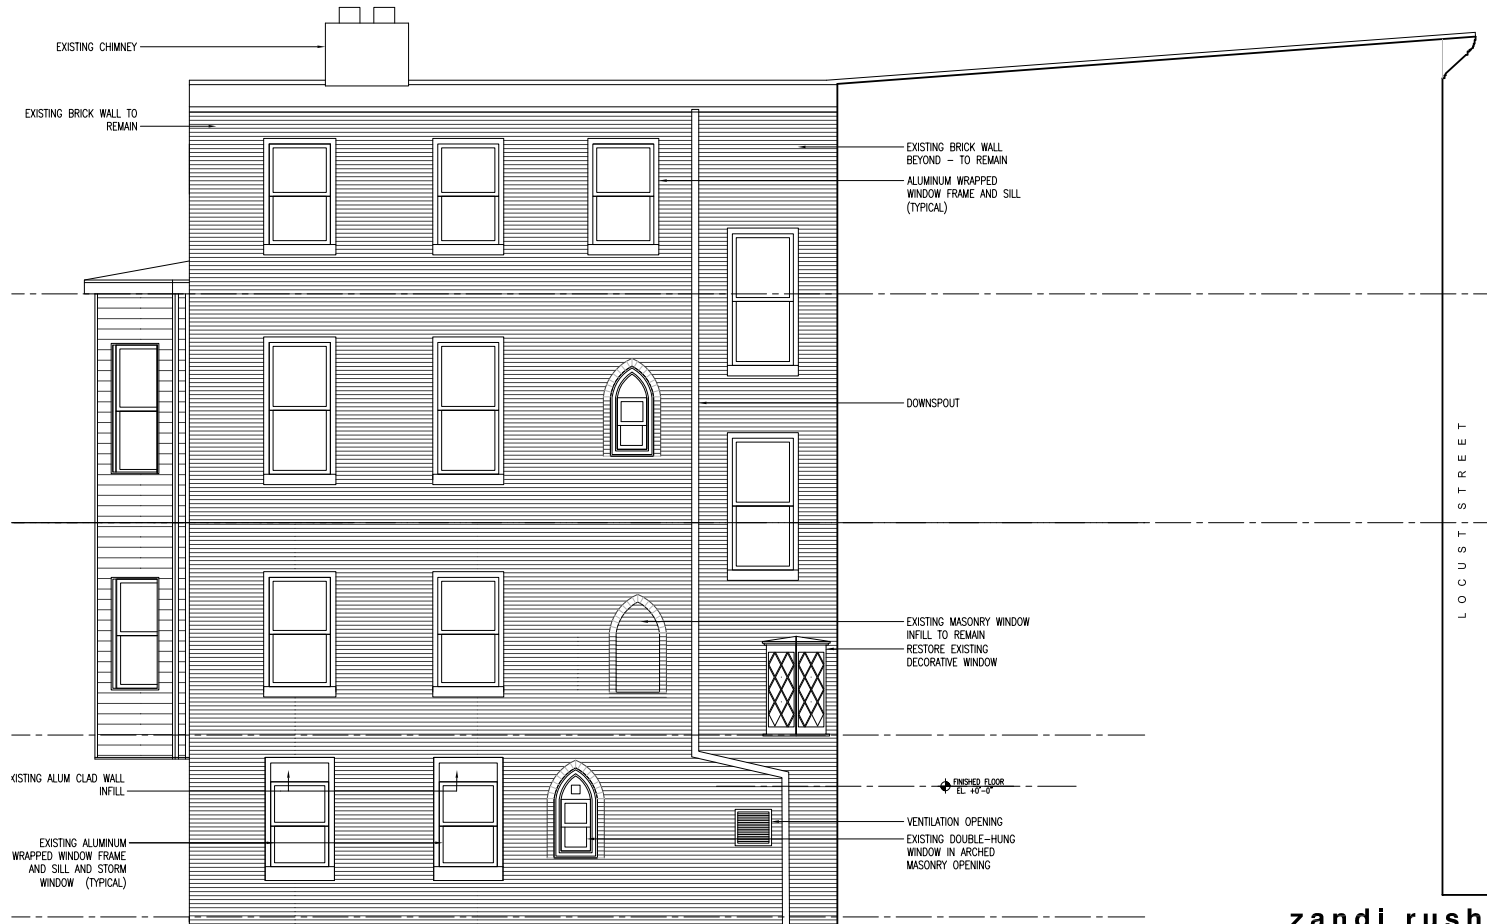 EXISTING CHIMNEY
EXISTING BRICK WALL TO
REMAIN
EXISTING BRICK WALL
BEYOND - TO REMAIN
ALUMINUM WRAPPED
WINDOW FRAME AND SILL
(TYPICAL)
DOWNSPOUT
LOCUST STREET
EXISTING MASONRY WINDOW
INFILL TO REMAIN
RESTORE EXISTING
DECORATIVE WINDOW
XISTING ALUM CLAD WALL
INFILL
FINISHED FLOOR
EL. +0'-0"
VENTILATION OPENING
EXISTING DOUBLE-HUNG
WINDOW IN ARCHED
MASONRY OPENING
EXISTING ALUMINUM
WRAPPED WINDOW FRAME
AND SILL AND STORM
WINDOW (TYPICAL)
zandi rush